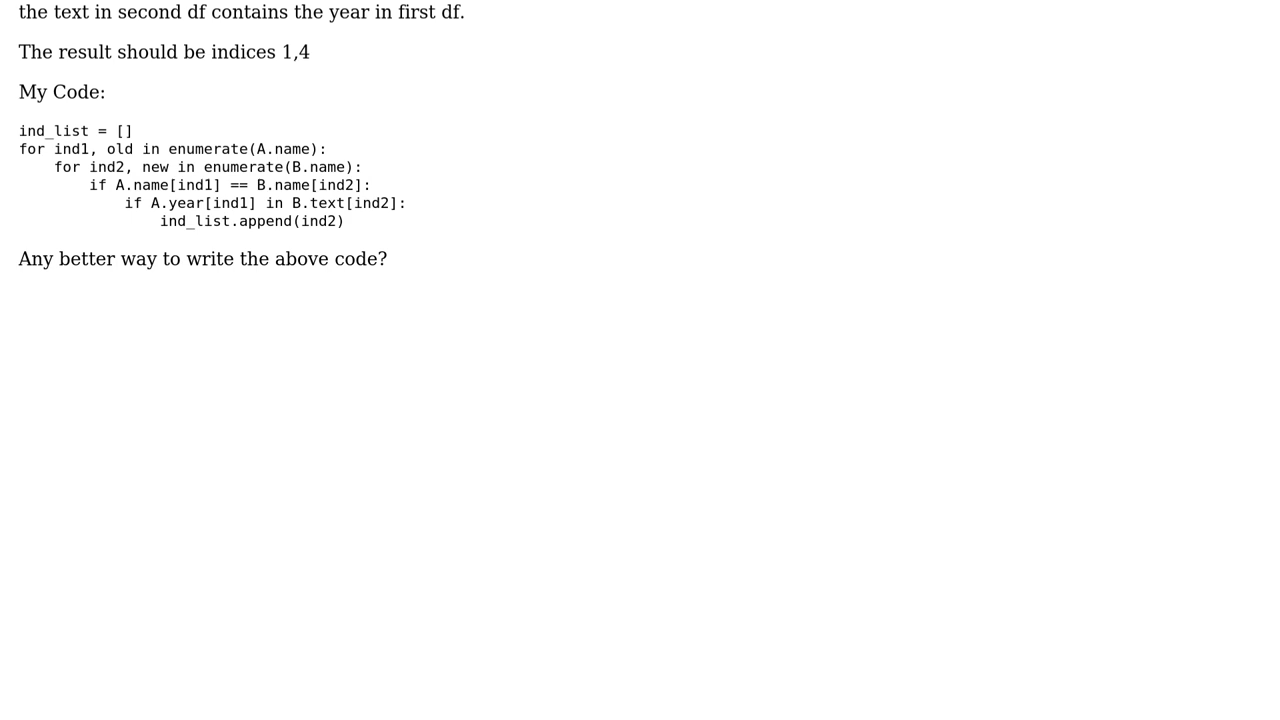 the text in second df contains the year in first df.
The result should be indices 1,4
My Code:
ind_list = []
for ind1, old in enumerate(A.name):
    for ind2, new in enumerate(B.name):
        if A.name[ind1] == B.name[ind2]:
            if A.year[ind1] in B.text[ind2]:
                ind_list.append(ind2)
Any better way to write the above code?